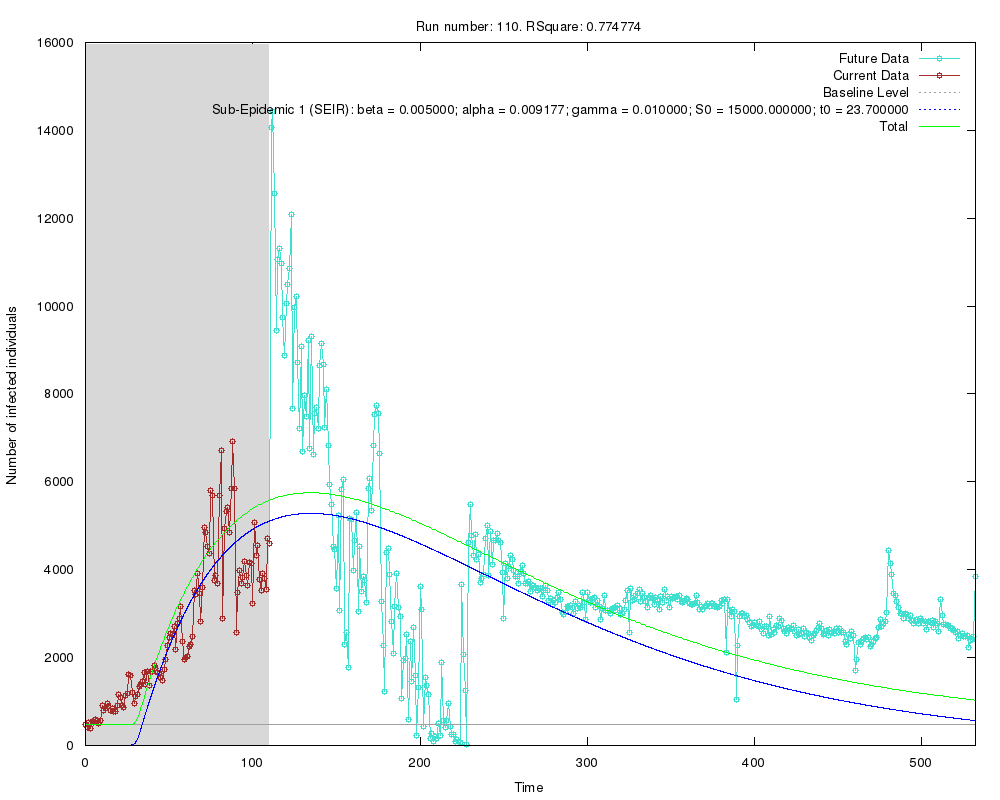 Run number: 110. RSquare: 0.774774
16000
14000
12000
10000
8000
6000
4000
2000
0
Number of infected individuals
Future Data
Current Data
Baseline Level
Sub-Epidemic 1 (SEIR): beta = 0.005000; alpha = 0.009177; gamma = 0.010000; S0 = 15000.000000; t0 = 23.700000
Total
0 100 200 300 400 500
Time